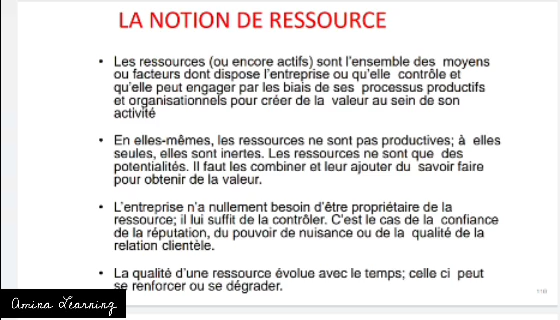 LA NOTION DE RESSOURCE
• Les ressources (ou encore actifs) sont l'ensemble des moyens
ou facteurs dont dispose l'entreprise ou qu'elle contrôle et
qu'elle peut engager par les biais de ses processus productifs
et organisationnels pour créer de la valeur au sein de son
activité
• En elles-mêmes, les ressources ne sont pas productives; à elles
seules, elles sont inertes. Les ressources ne sont que des
potentialités. Il faut les combiner et leur ajouter du savoir faire
pour obtenir de la valeur.
• L'entreprise n'a nullement besoin d'être propriétaire de la
ressource; il lui suffit de la contrôler. C'est le cas de la confiance
de la réputation, du pouvoir de nuisance ou de la qualité de la
relation clientèle.
• La qualité d'une ressource évolue avec le temps; celle ci peut
se renforcer ou se dégrader.
Amina Learning